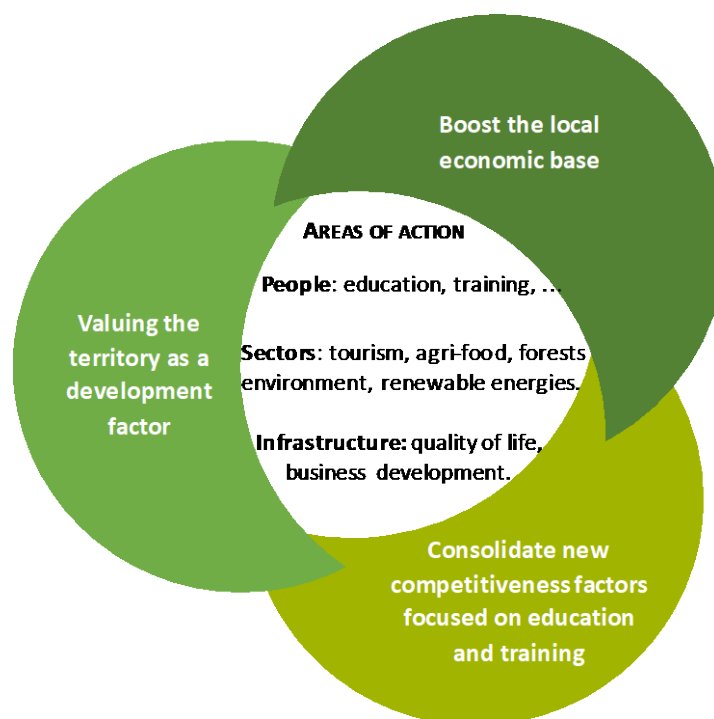 Boost the local
economic base
AREAS OF ACTION
People: education, training, ...
Sectors: tourism, agri-food, forests
environment, renewable energies.
Infrastructure: quality of life,
business development.
Valuing the
territory as a
development
factor
Consolidate new
competitiveness factors
focused on education
and training